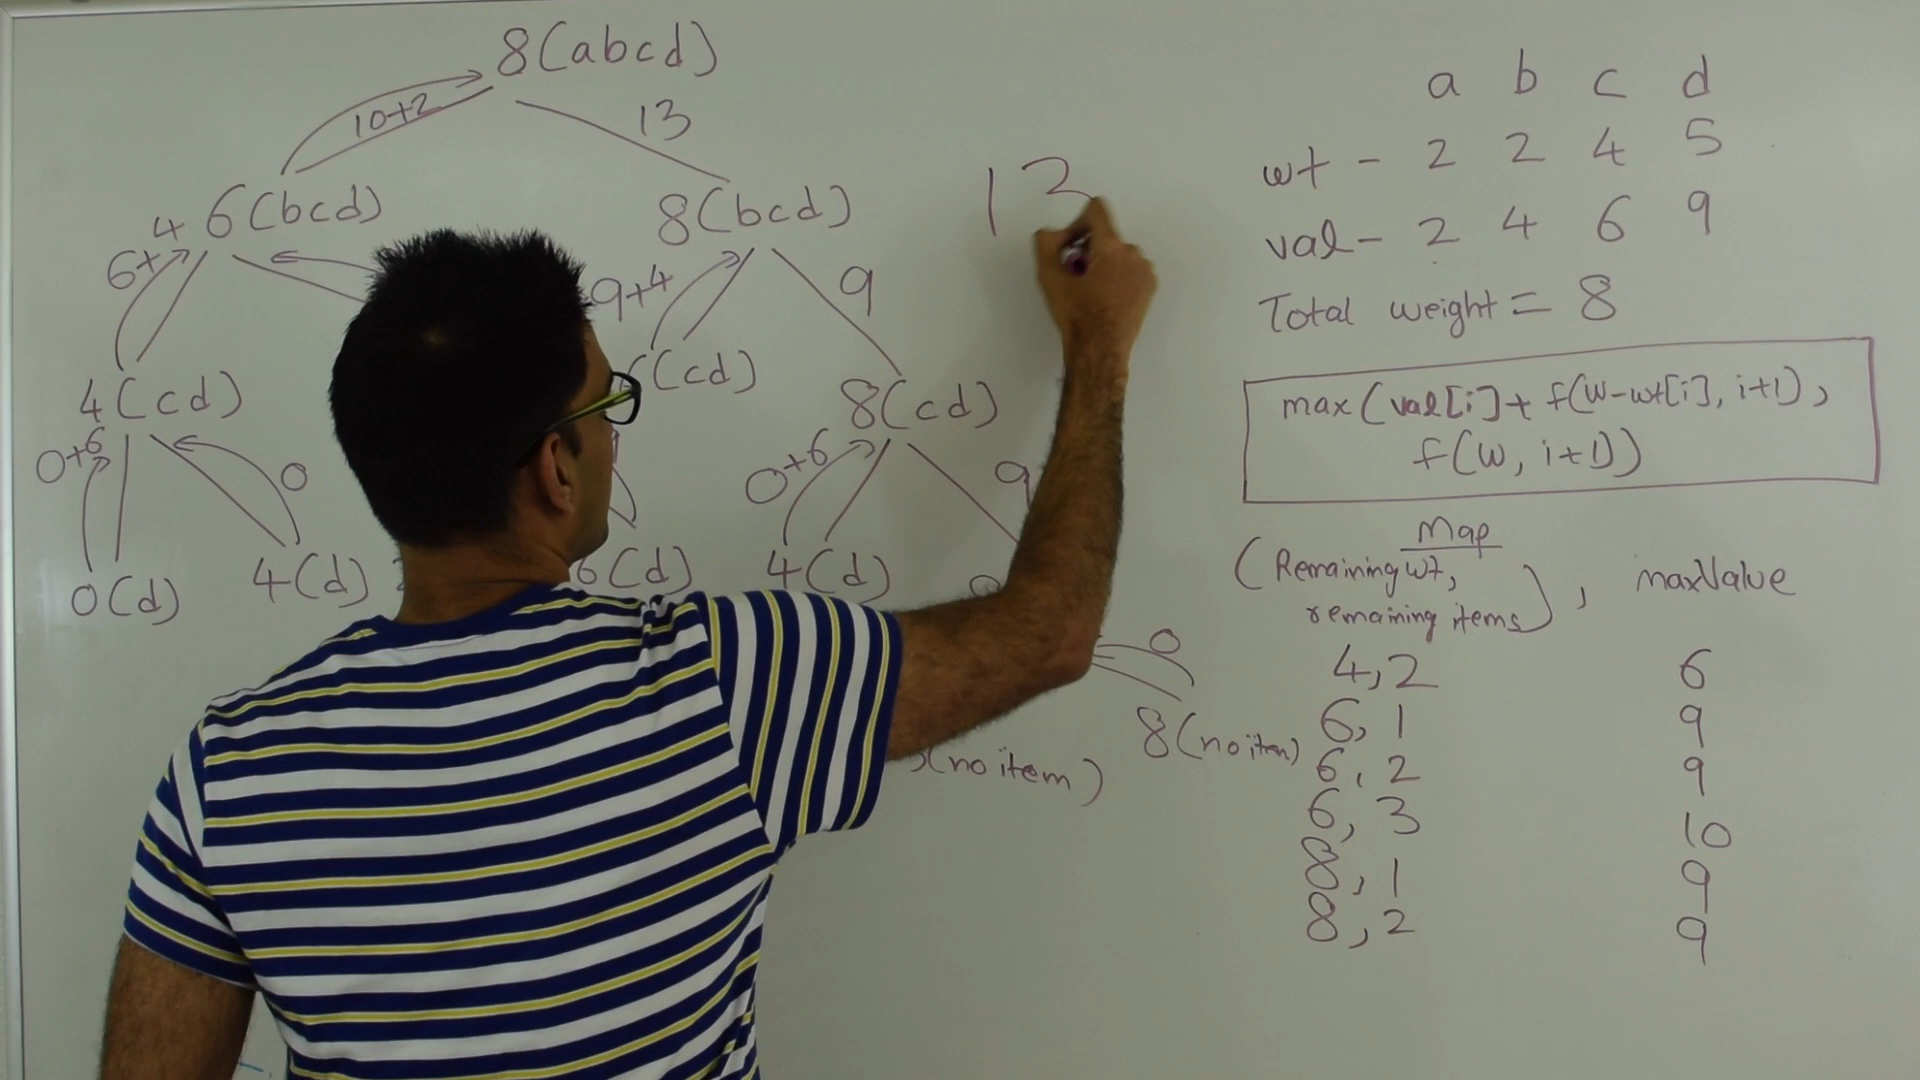 8(abcd)
10+2
13
4
6(bcd)
6+
8(bcd)
9+4
9
13
4(cd)
(cd)
8(cd)
0+6
0
0+6
9
0(d)
4(d)
6(d)
4(d)
0
(no item)
8(no item)
a b c d
wt - 2 2 4 5
val- 2 4 6 9
Total weight = 8
max(val[i]+ f(W-wt[i], i+1),
f(W, i+1))
Map
(Remaining wt,
remaining items), maxValue
4,2 6
6,1 9
6,2 9
6,3 10
8,1 9
8,2 9